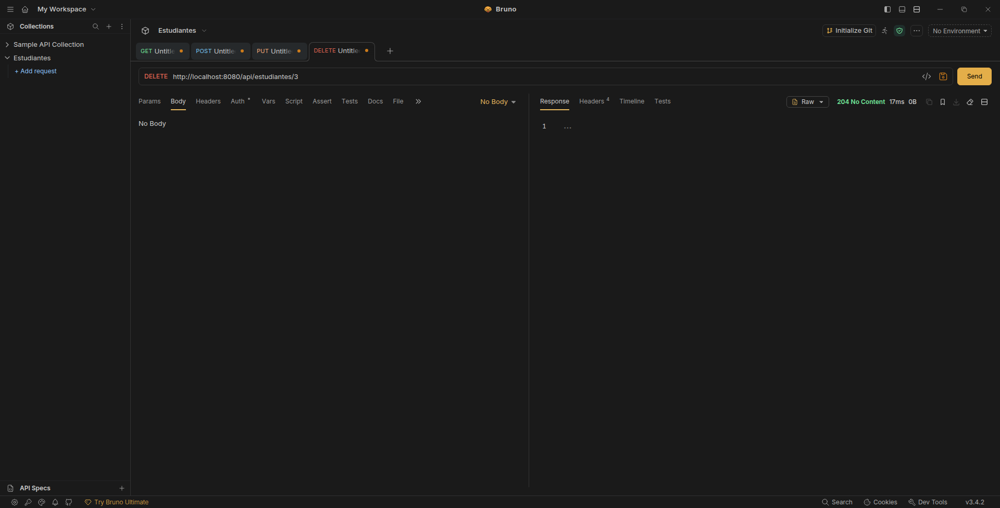 My Workspace
Bruno
Collections
Sample API Collection
Estudiantes
+ Add request
Estudiantes
Initialize Git
No Environment
GET Untitle
POST Untitle
PUT Untitle
DELETE Untitle
DELETE http://localhost:8080/api/estudiantes/3
Send
Params Body Headers Auth Vars Script Assert Tests Docs File No Body
No Body
Response Headers 4 Timeline Tests Raw 204 No Content 17ms 0B
1 ...
API Specs
Try Bruno Ultimate
Search Cookies Dev Tools v3.4.2